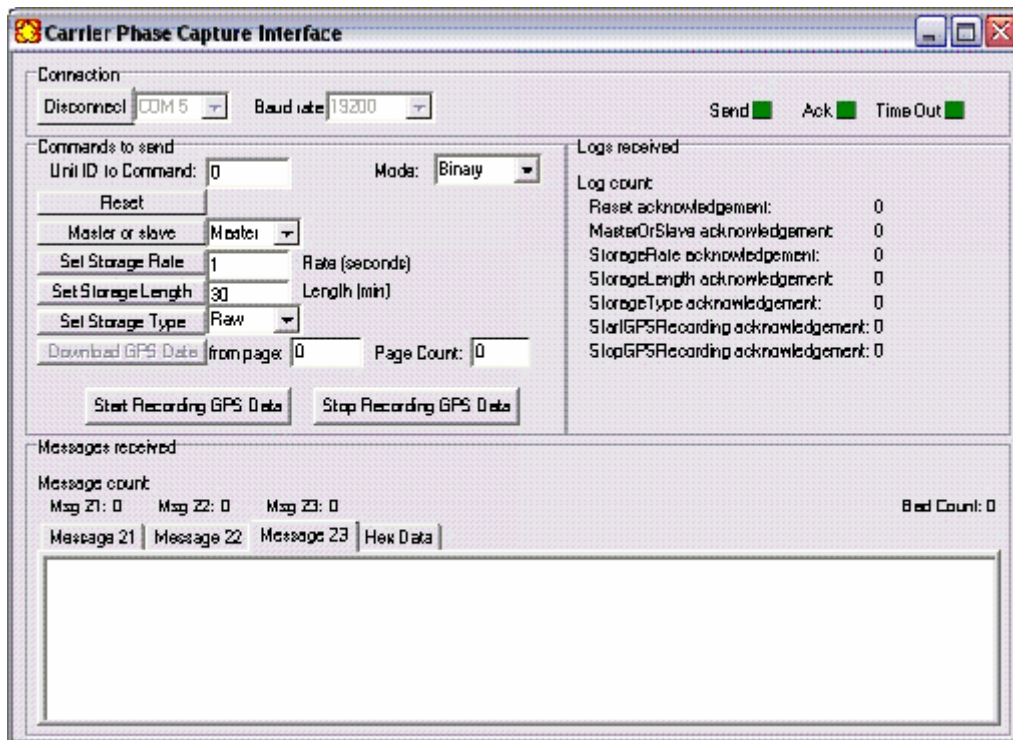 Carrier Phase Capture Interface
Connection
Disconnect COM 5 Baud rate 19200 Send Ack Time Out
Commands to send
Unit ID to Command: 0 Mode: Binary
Reset
Master or slave Master
Set Storage Rate 1 Rate (seconds)
Set Storage Length 30 Length (min)
Set Storage Type Raw
Download GPS Data from page: 0 Page Count: 0
Start Recording GPS Data Stop Recording GPS Data
Logs received
Log count
Reset acknowledgement: 0
MasterOrSlave acknowledgement 0
StorageRate acknowledgement: 0
StorageLength acknowledgement: 0
StorageType acknowledgement: 0
StartGPSRecording acknowledgement: 0
StopGPSRecording acknowledgement: 0
Messages received
Message count
Msg 21: 0 Msg 22: 0 Msg 23: 0 Bad Count: 0
Message 21 Message 22 Message 23 Hex Data